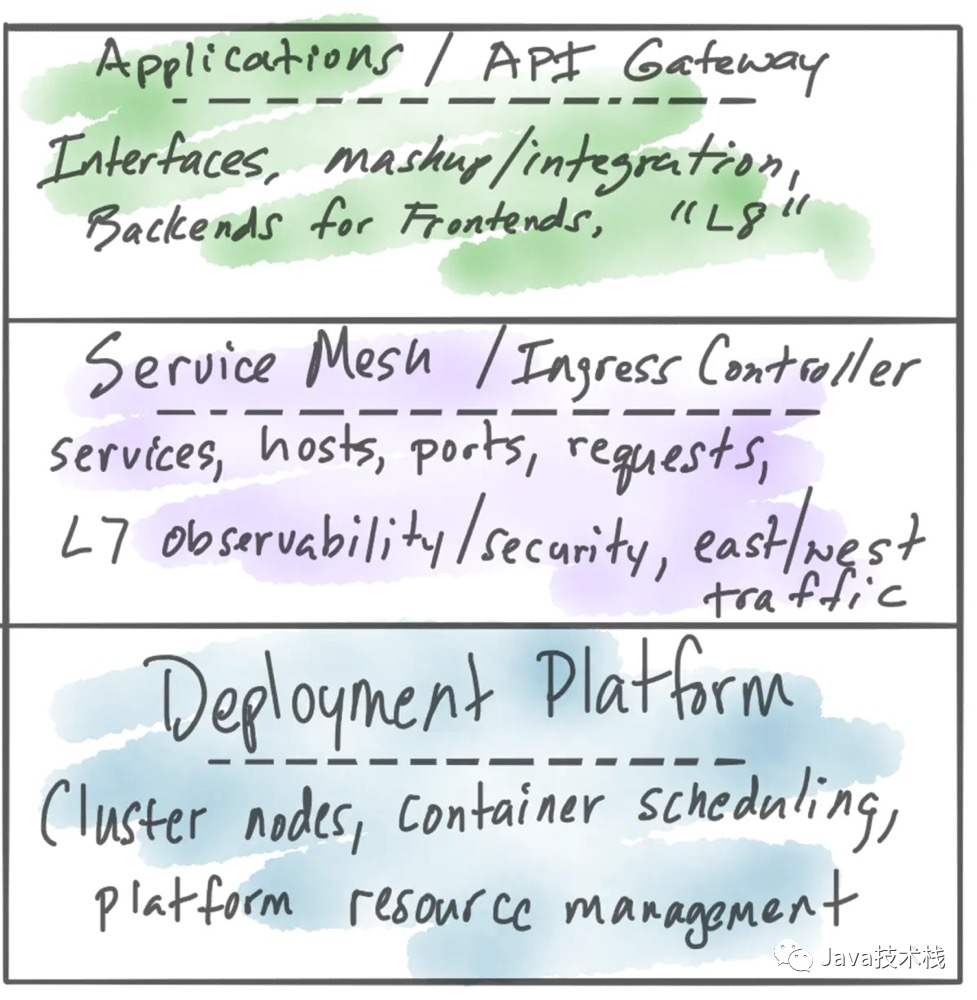 Applications / API Gateway
Interfaces, mashup/integration,
Backends for Frontends, "L8"
Service Mesh / Ingress Controller
services, hosts, ports, requests,
L7 observability/security, east/west
traffic
Deployment Platform
Cluster nodes, container scheduling,
platform resource management
Java技术栈